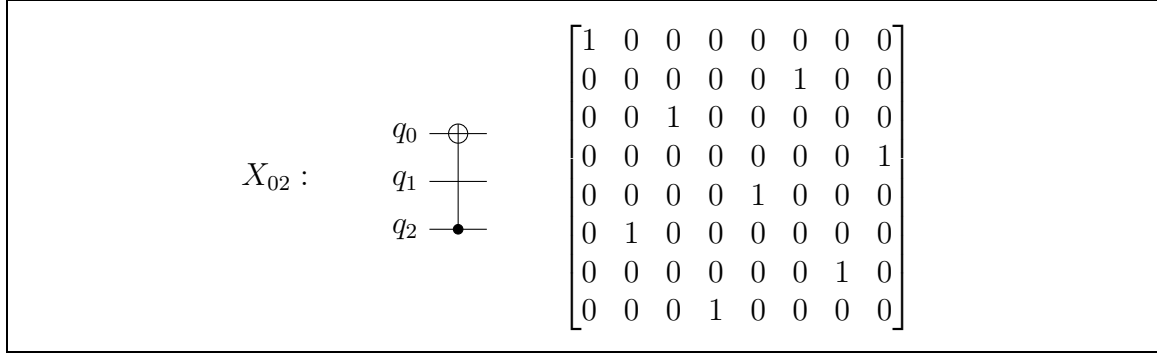 X₀₂ :
q₀
q₁
q₂
1 0 0 0 0 0 0 0
0 0 0 0 0 1 0 0
0 0 1 0 0 0 0 0
0 0 0 0 0 0 0 1
0 0 0 0 1 0 0 0
0 1 0 0 0 0 0 0
0 0 0 0 0 0 1 0
0 0 0 1 0 0 0 0